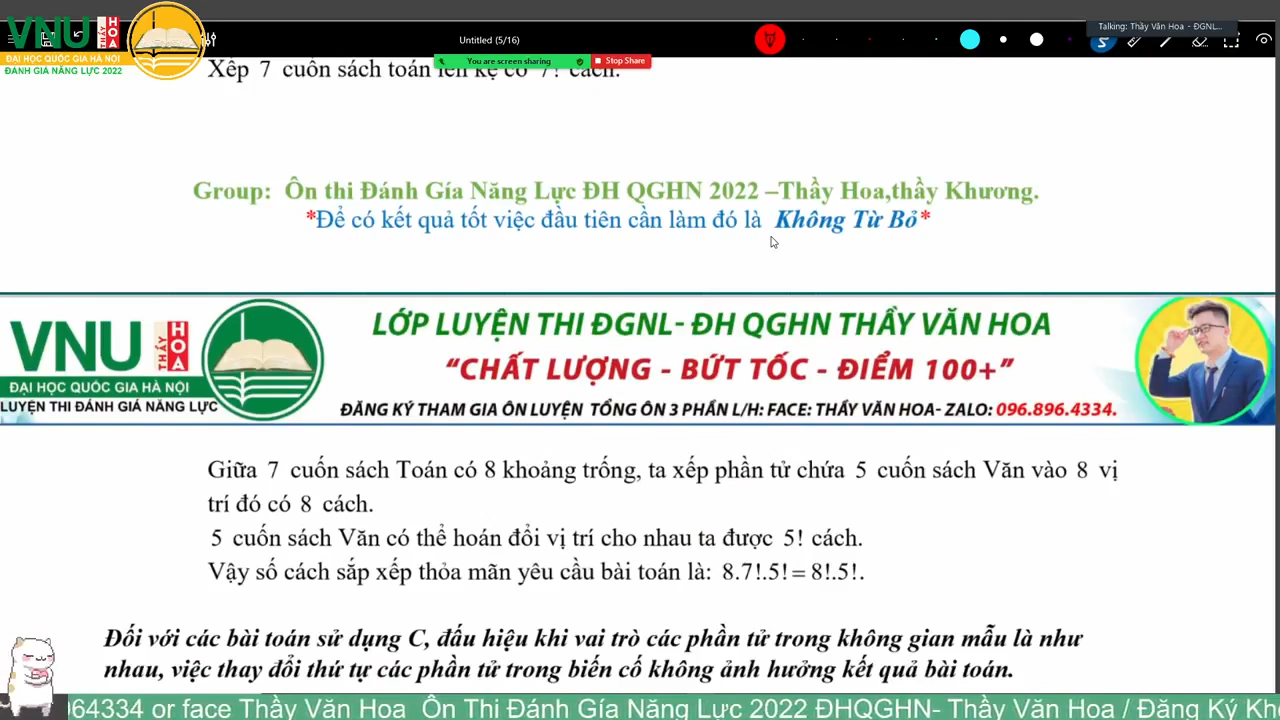 VNU THẦY HOA
ĐẠI HỌC QUỐC GIA HÀ NỘI
ĐÁNH GIÁ NĂNG LỰC 2022
Untitled (5/16)
Talking: Thầy Văn Hoa - ĐGNL...
You are screen sharing
Stop Share
Xếp 7 cuốn sách toán lên kệ có 7! cách.
Group: Ôn thi Đánh Gía Năng Lực ĐH QGHN 2022 –Thầy Hoa,thầy Khương.
*Để có kết quả tốt việc đầu tiên cần làm đó là Không Từ Bỏ*
VNU THẦY HOA
ĐẠI HỌC QUỐC GIA HÀ NỘI
LUYỆN THI ĐÁNH GIÁ NĂNG LỰC
LỚP LUYỆN THI ĐGNL- ĐH QGHN THẦY VĂN HOA
“CHẤT LƯỢNG - BỨT TỐC - ĐIỂM 100+”
ĐĂNG KÝ THAM GIA ÔN LUYỆN TỔNG ÔN 3 PHẦN L/H: FACE: THẦY VĂN HOA- ZALO: 096.896.4334.
Giữa 7 cuốn sách Toán có 8 khoảng trống, ta xếp phần tử chứa 5 cuốn sách Văn vào 8 vị
trí đó có 8 cách.
5 cuốn sách Văn có thể hoán đổi vị trí cho nhau ta được 5! cách.
Vậy số cách sắp xếp thỏa mãn yêu cầu bài toán là: 8.7!.5! = 8!.5!.
Đối với các bài toán sử dụng C, đấu hiệu khi vai trò các phần tử trong không gian mẫu là như
nhau, việc thay đổi thứ tự các phần tử trong biến cố không ảnh hưởng kết quả bài toán.
64334 or face Thầy Văn Hoa Ôn Thi Đánh Gía Năng Lực 2022 ĐHQGHN- Thầy Văn Hoa / Đăng Ký Kh